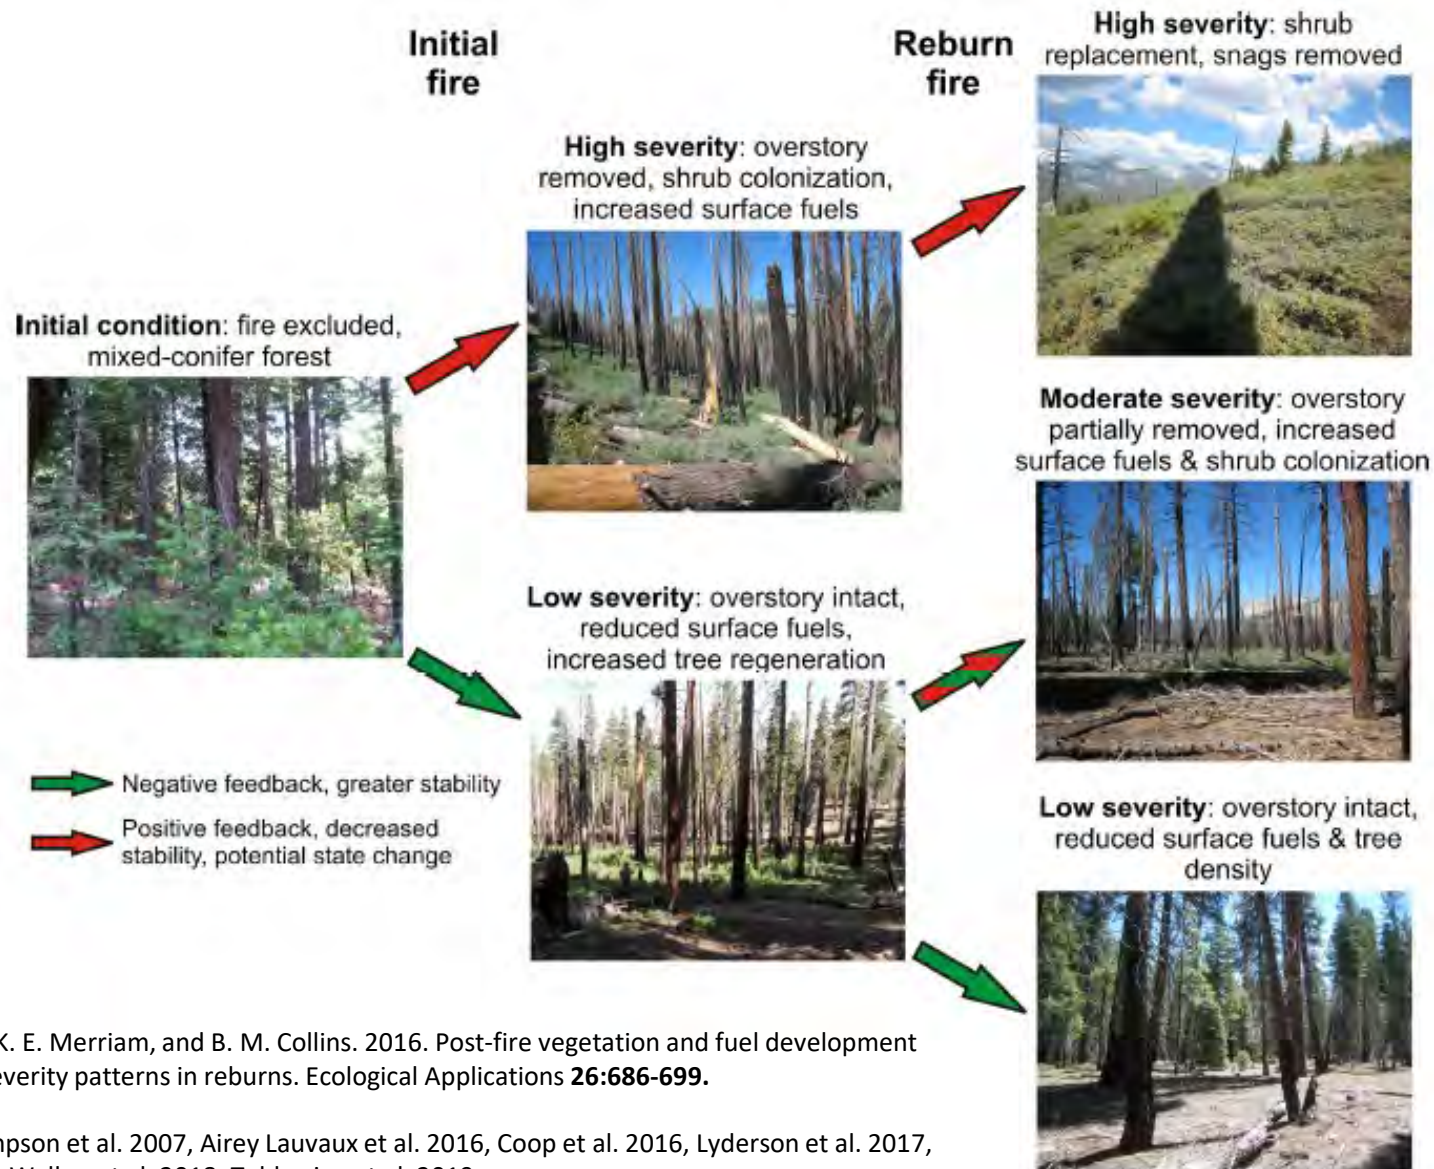 Initial
fire
Reburn
fire
High severity: shrub
replacement, snags removed
High severity: overstory
removed, shrub colonization,
increased surface fuels
Initial condition: fire excluded,
mixed-conifer forest
Moderate severity: overstory
partially removed, increased
surface fuels & shrub colonization
Low severity: overstory intact,
reduced surface fuels,
increased tree regeneration
Negative feedback, greater stability
Positive feedback, decreased
stability, potential state change
Low severity: overstory intact,
reduced surface fuels & tree
density
K. E. Merriam, and B. M. Collins. 2016. Post-fire vegetation and fuel development
everity patterns in reburns. Ecological Applications 26:686-699.
npson et al. 2007, Airey Lauvaux et al. 2016, Coop et al. 2016, Lyderson et al. 2017,